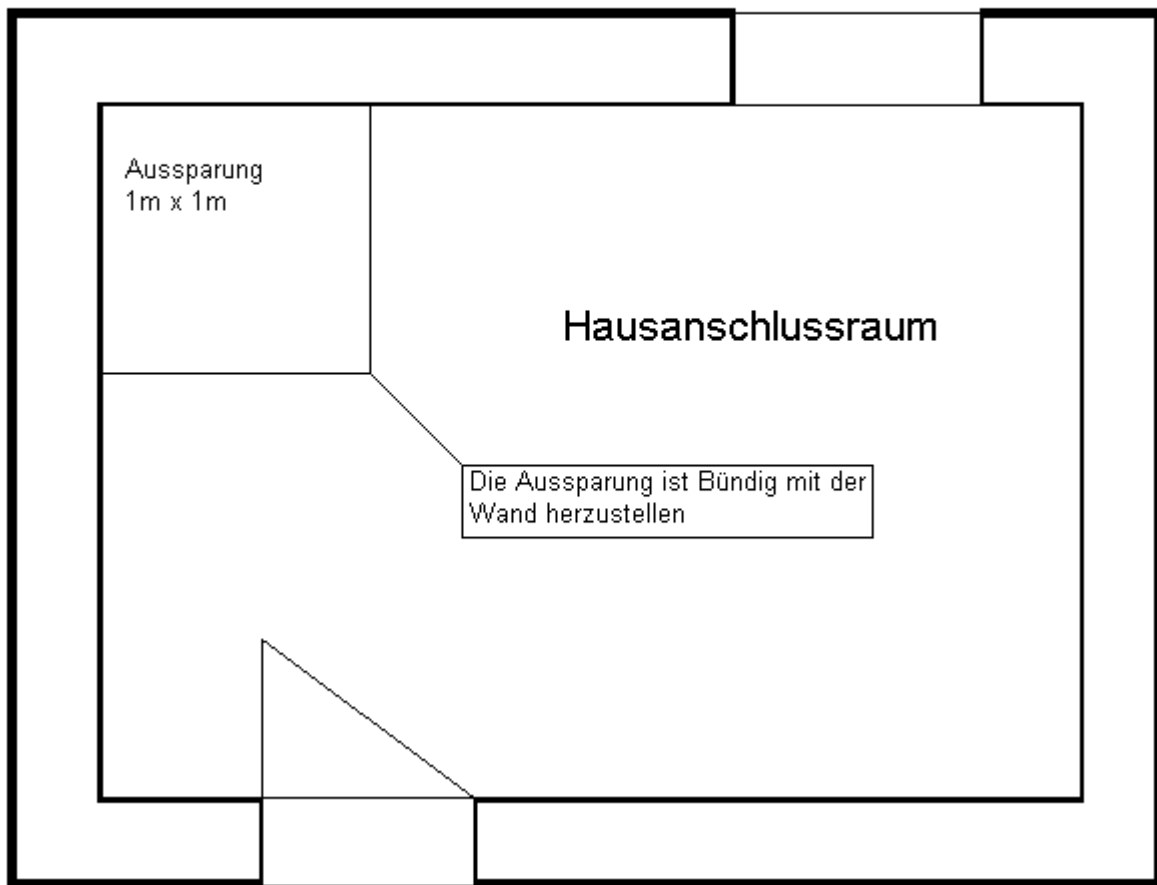 Aussparung
1m x 1m
Hausanschlussraum
Die Aussparung ist Bündig mit der
Wand herzustellen